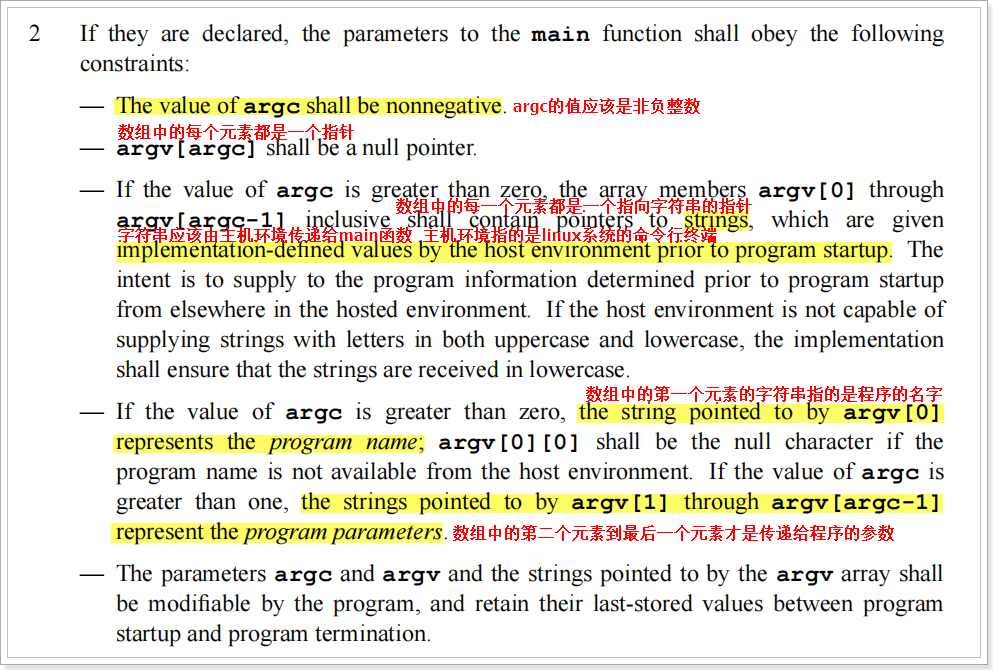 2 If they are declared, the parameters to the main function shall obey the following
constraints:
— The value of argc shall be nonnegative. argc的值应该是非负整数
数组中的每个元素都是一个指针
— argv[argc] shall be a null pointer.
— If the value of argc is greater than zero, the array members argv[0] through
数组中的每一个元素都是一个指向字符串的指针
argv[argc-1] inclusive shall contain pointers to strings, which are given
字符串应该由主机环境传递给main函数 主机环境指的是linux系统的命令行终端
implementation-defined values by the host environment prior to program startup. The
intent is to supply to the program information determined prior to program startup
from elsewhere in the hosted environment. If the host environment is not capable of
supplying strings with letters in both uppercase and lowercase, the implementation
shall ensure that the strings are received in lowercase.
数组中的第一个元素的字符串指的是程序的名字
— If the value of argc is greater than zero, the string pointed to by argv[0]
represents the program name; argv[0][0] shall be the null character if the
program name is not available from the host environment. If the value of argc is
greater than one, the strings pointed to by argv[1] through argv[argc-1]
represent the program parameters. 数组中的第二个元素到最后一个元素才是传递给程序的参数
— The parameters argc and argv and the strings pointed to by the argv array shall
be modifiable by the program, and retain their last-stored values between program
startup and program termination.